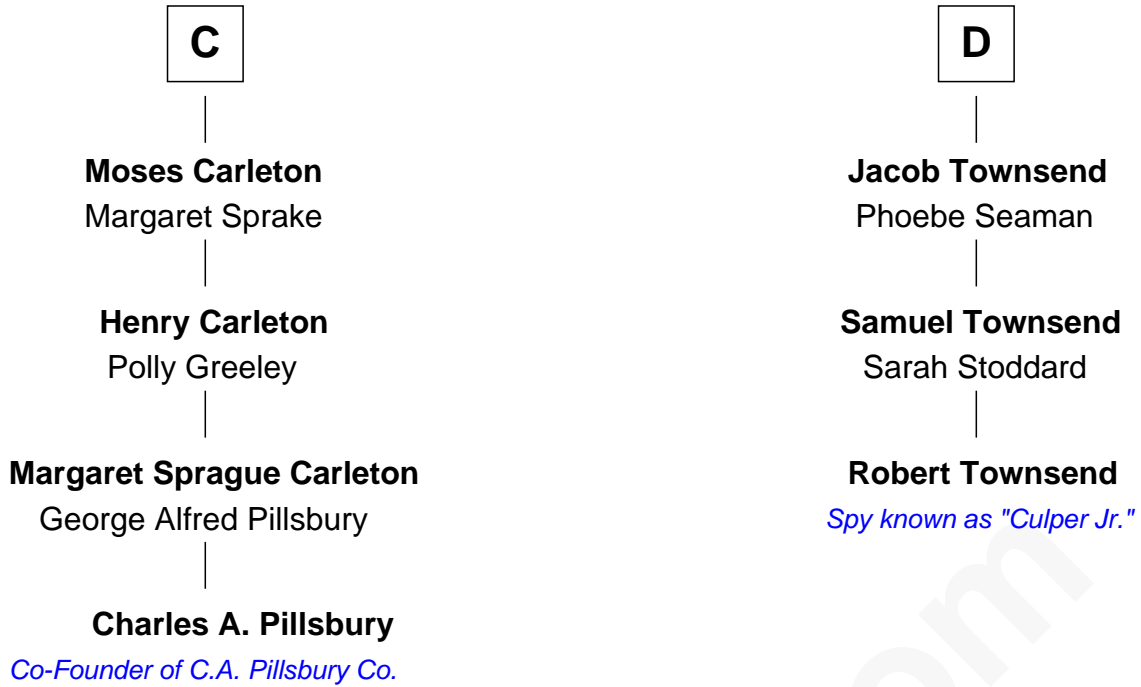 C
Moses Carleton
Margaret Sprake
Henry Carleton
Polly Greeley
Margaret Sprague Carleton
George Alfred Pillsbury
Charles A. Pillsbury
Co-Founder of C.A. Pillsbury Co.
D
Jacob Townsend
Phoebe Seaman
Samuel Townsend
Sarah Stoddard
Robert Townsend
Spy known as "Culper Jr."
om